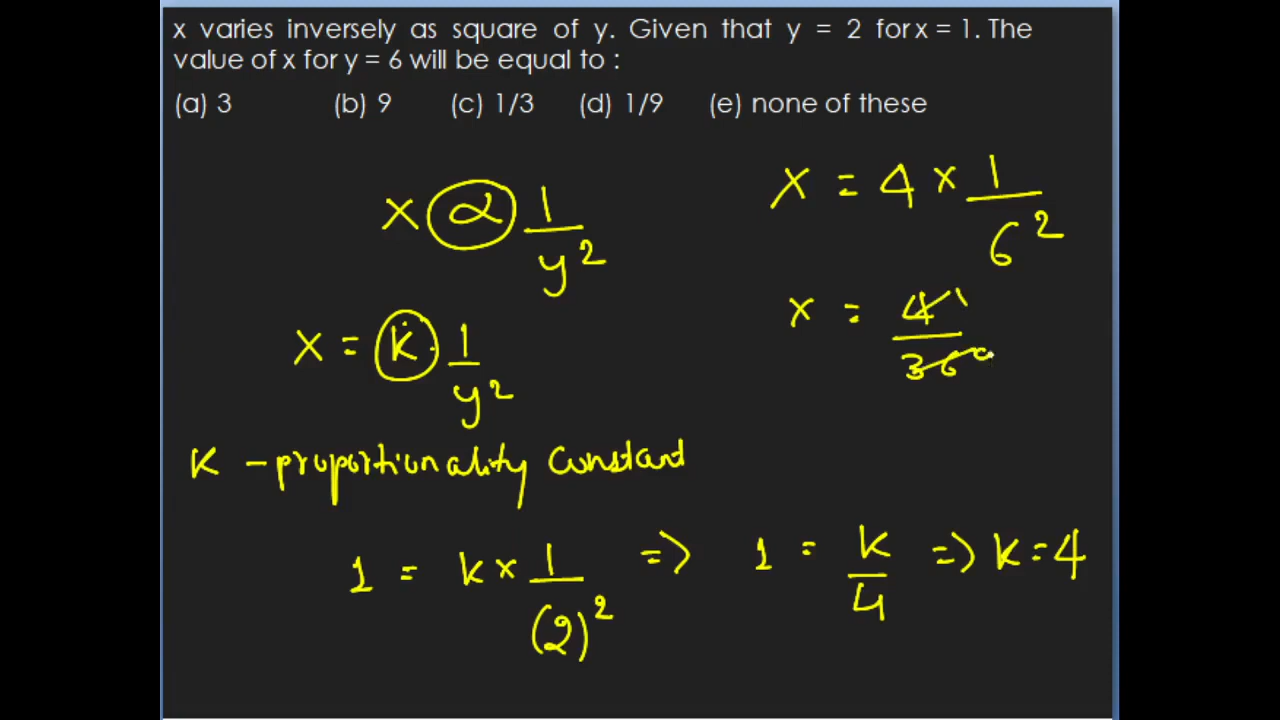 x varies inversely as square of y. Given that y = 2 for x = 1. The
value of x for y = 6 will be equal to :
(a) 3 (b) 9 (c) 1/3 (d) 1/9 (e) none of these
x α 1/y²
x = k · 1/y²
K - proportionality constant
1 = k × 1/(2)² => 1 = k/4 => k = 4
x = 4 × 1/6²
x = 4 1/36 9